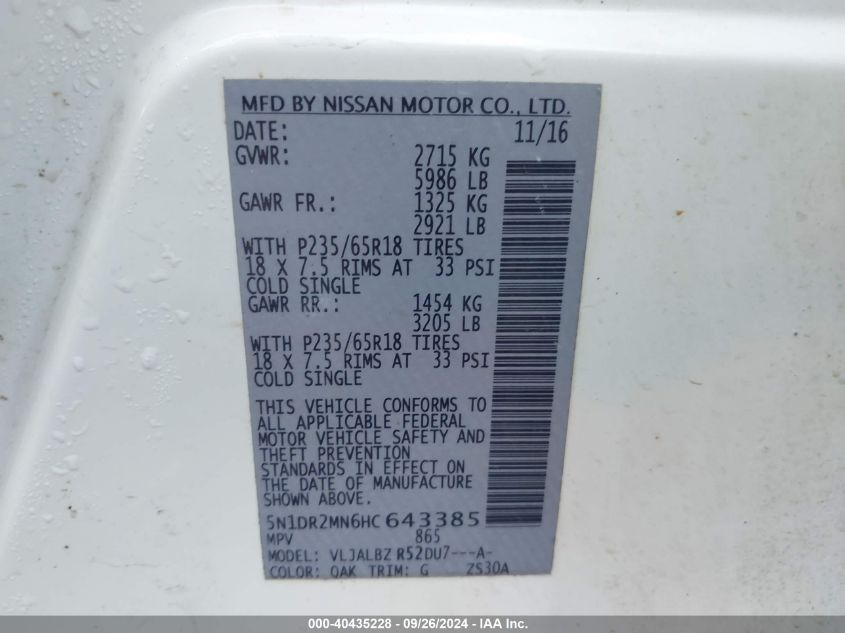 MFD BY NISSAN MOTOR CO., LTD.
DATE: 11/16
GVWR: 2715 KG
5986 LB
GAWR FR.: 1325 KG
2921 LB
WITH P235/65R18 TIRES
18 X 7.5 RIMS AT 33 PSI
COLD SINGLE
GAWR RR.: 1454 KG
3205 LB
WITH P235/65R18 TIRES
18 X 7.5 RIMS AT 33 PSI
COLD SINGLE
THIS VEHICLE CONFORMS TO
ALL APPLICABLE FEDERAL
MOTOR VEHICLE SAFETY AND
THEFT PREVENTION
STANDARDS IN EFFECT ON
THE DATE OF MANUFACTURE
SHOWN ABOVE.
5N1DR2MN6HC643385
MPV 865
MODEL: VLJALBZ R52DU7---A-
COLOR: QAK TRIM: G ZS30A
000-40435228 - 09/26/2024 - IAA Inc.